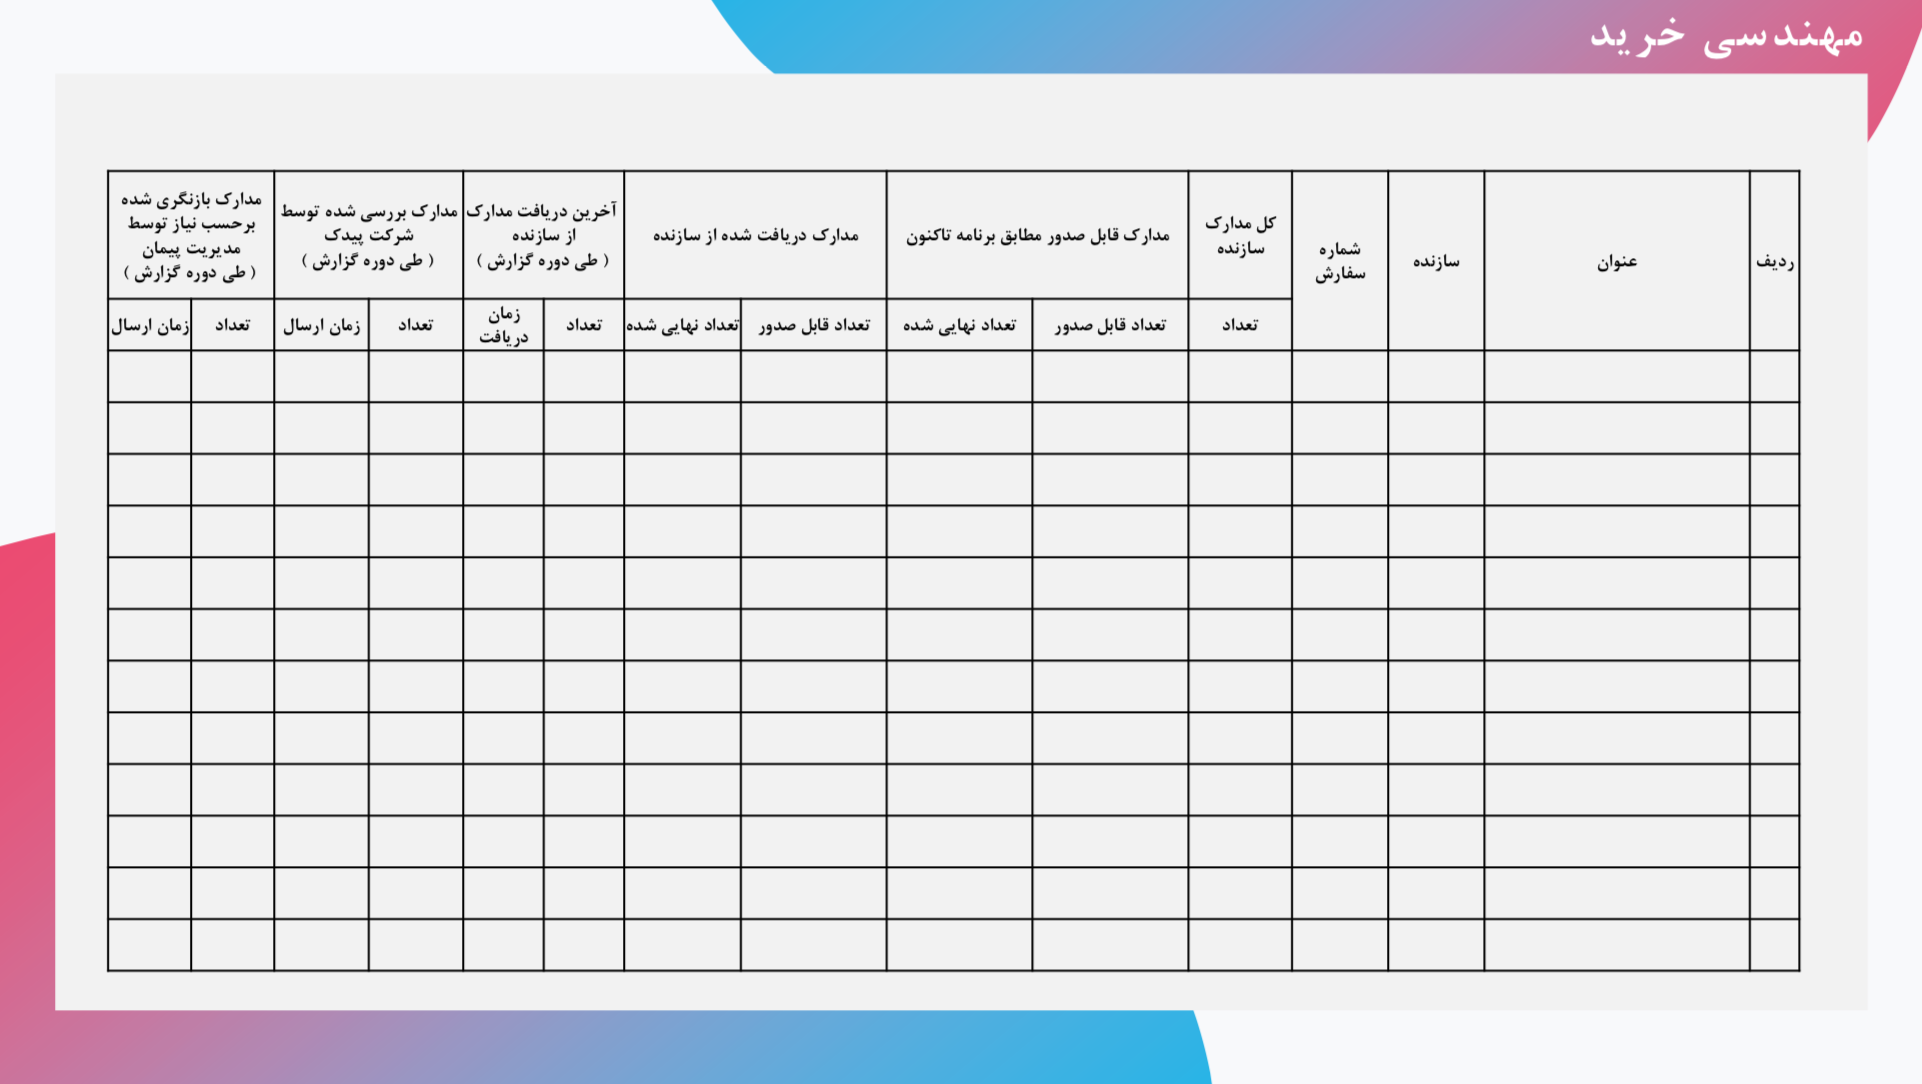 مهندسی خرید
ردیف
عنوان
سازنده
شماره
سفارش
کل مدارک
سازنده
مدارک قابل صدور مطابق برنامه تاکنون
مدارک دریافت شده از سازنده
آخرین دریافت مدارک
از سازنده
( طی دوره گزارش )
مدارک بررسی شده توسط
شرکت پیدک
( طی دوره گزارش )
مدارک بازنگری شده
برحسب نیاز توسط
مدیریت پیمان
( طی دوره گزارش )
تعداد
تعداد قابل صدور
تعداد نهایی شده
تعداد قابل صدور
تعداد نهایی شده
تعداد
زمان
دریافت
تعداد
زمان ارسال
تعداد
زمان ارسال